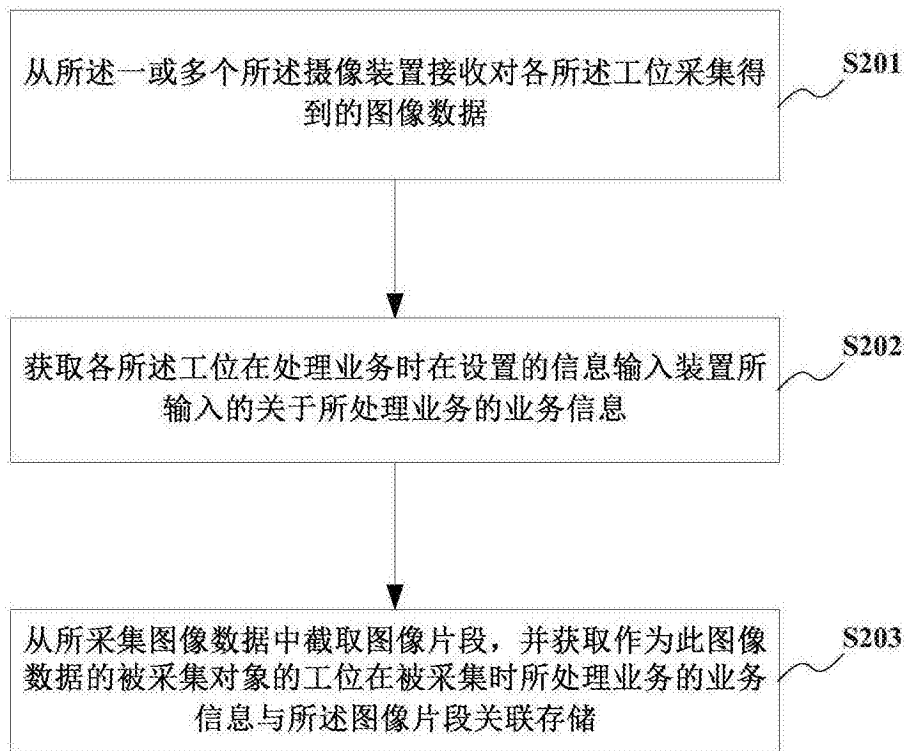 从所述一或多个所述摄像装置接收对各所述工位采集得
到的图像数据
S201
获取各所述工位在处理业务时在设置的信息输入装置所
输入的关于所处理业务的业务信息
S202
从所采集图像数据中截取图像片段，并获取作为此图像
数据的被采集对象的工位在被采集时所处理业务的业务
信息与所述图像片段关联存储
S203